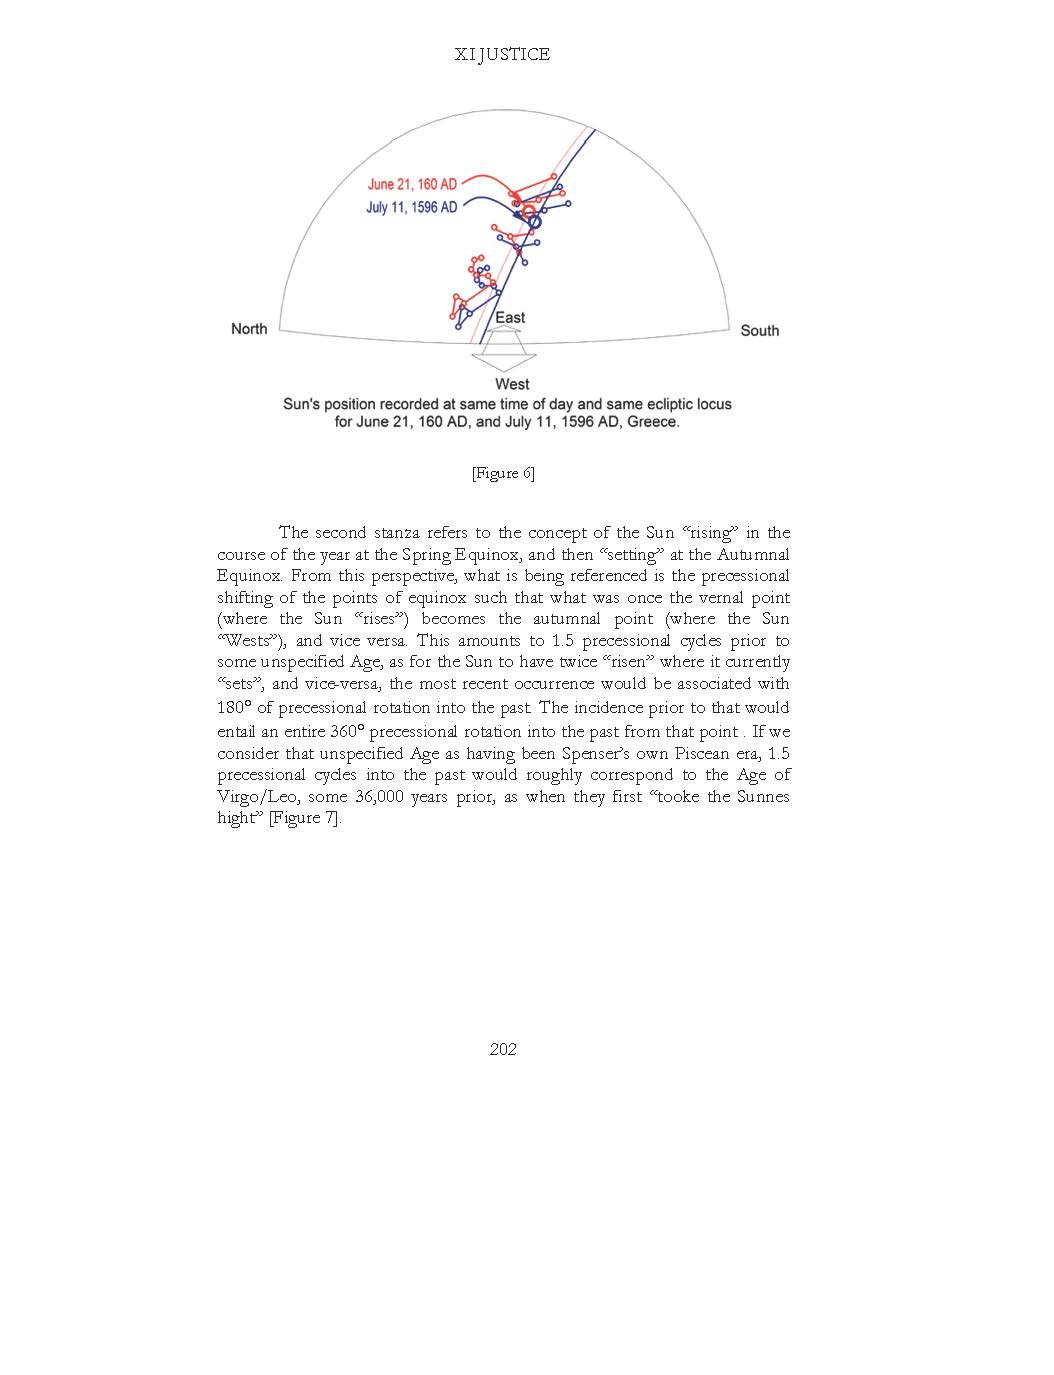 XI JUSTICE
June 21, 160 AD
July 11, 1596 AD
East
North
South
West
Sun's position recorded at same time of day and same ecliptic locus
for June 21, 160 AD, and July 11, 1596 AD, Greece.
[Figure 6]
The second stanza refers to the concept of the Sun “rising” in the
course of the year at the Spring Equinox, and then “setting” at the Autumnal
Equinox. From this perspective, what is being referenced is the precessional
shifting of the points of equinox such that what was once the vernal point
(where the Sun “rises”) becomes the autumnal point (where the Sun
“Wests”), and vice versa. This amounts to 1.5 precessional cycles prior to
some unspecified Age, as for the Sun to have twice “risen” where it currently
“sets”, and vice-versa, the most recent occurrence would be associated with
180° of precessional rotation into the past. The incidence prior to that would
entail an entire 360° precessional rotation into the past from that point . If we
consider that unspecified Age as having been Spenser’s own Piscean era, 1.5
precessional cycles into the past would roughly correspond to the Age of
Virgo/Leo, some 36,000 years prior, as when they first “tooke the Sunnes
hight” [Figure 7].
202